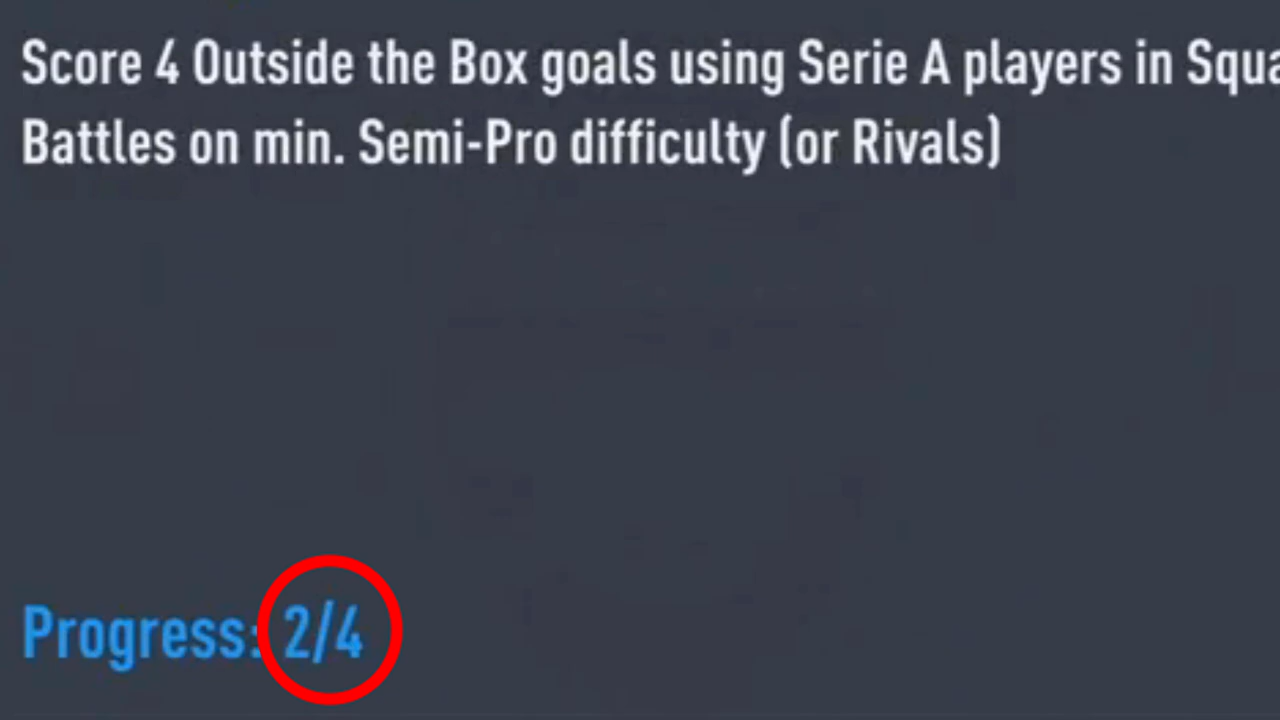 Score 4 Outside the Box goals using Serie A players in Squa
Battles on min. Semi-Pro difficulty (or Rivals)
Progress: 2/4